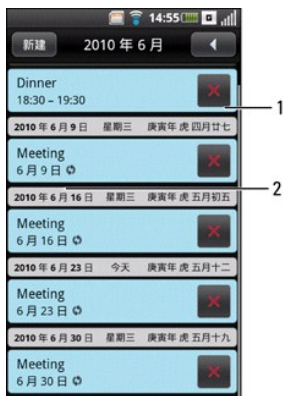 14:55
新建 2010 年 6 月
Dinner
18:30 – 19:30
1
2010 年 6 月 9 日 星期三 庚寅年 虎 四月廿七
Meeting
6 月 9 日
2
2010 年 6 月 16 日 星期三 庚寅年 虎 五月初五
Meeting
6 月 16 日
2010 年 6 月 23 日 今天 庚寅年 虎 五月十二
Meeting
6 月 23 日
2010 年 6 月 30 日 星期三 庚寅年 虎 五月十九
Meeting
6 月 30 日